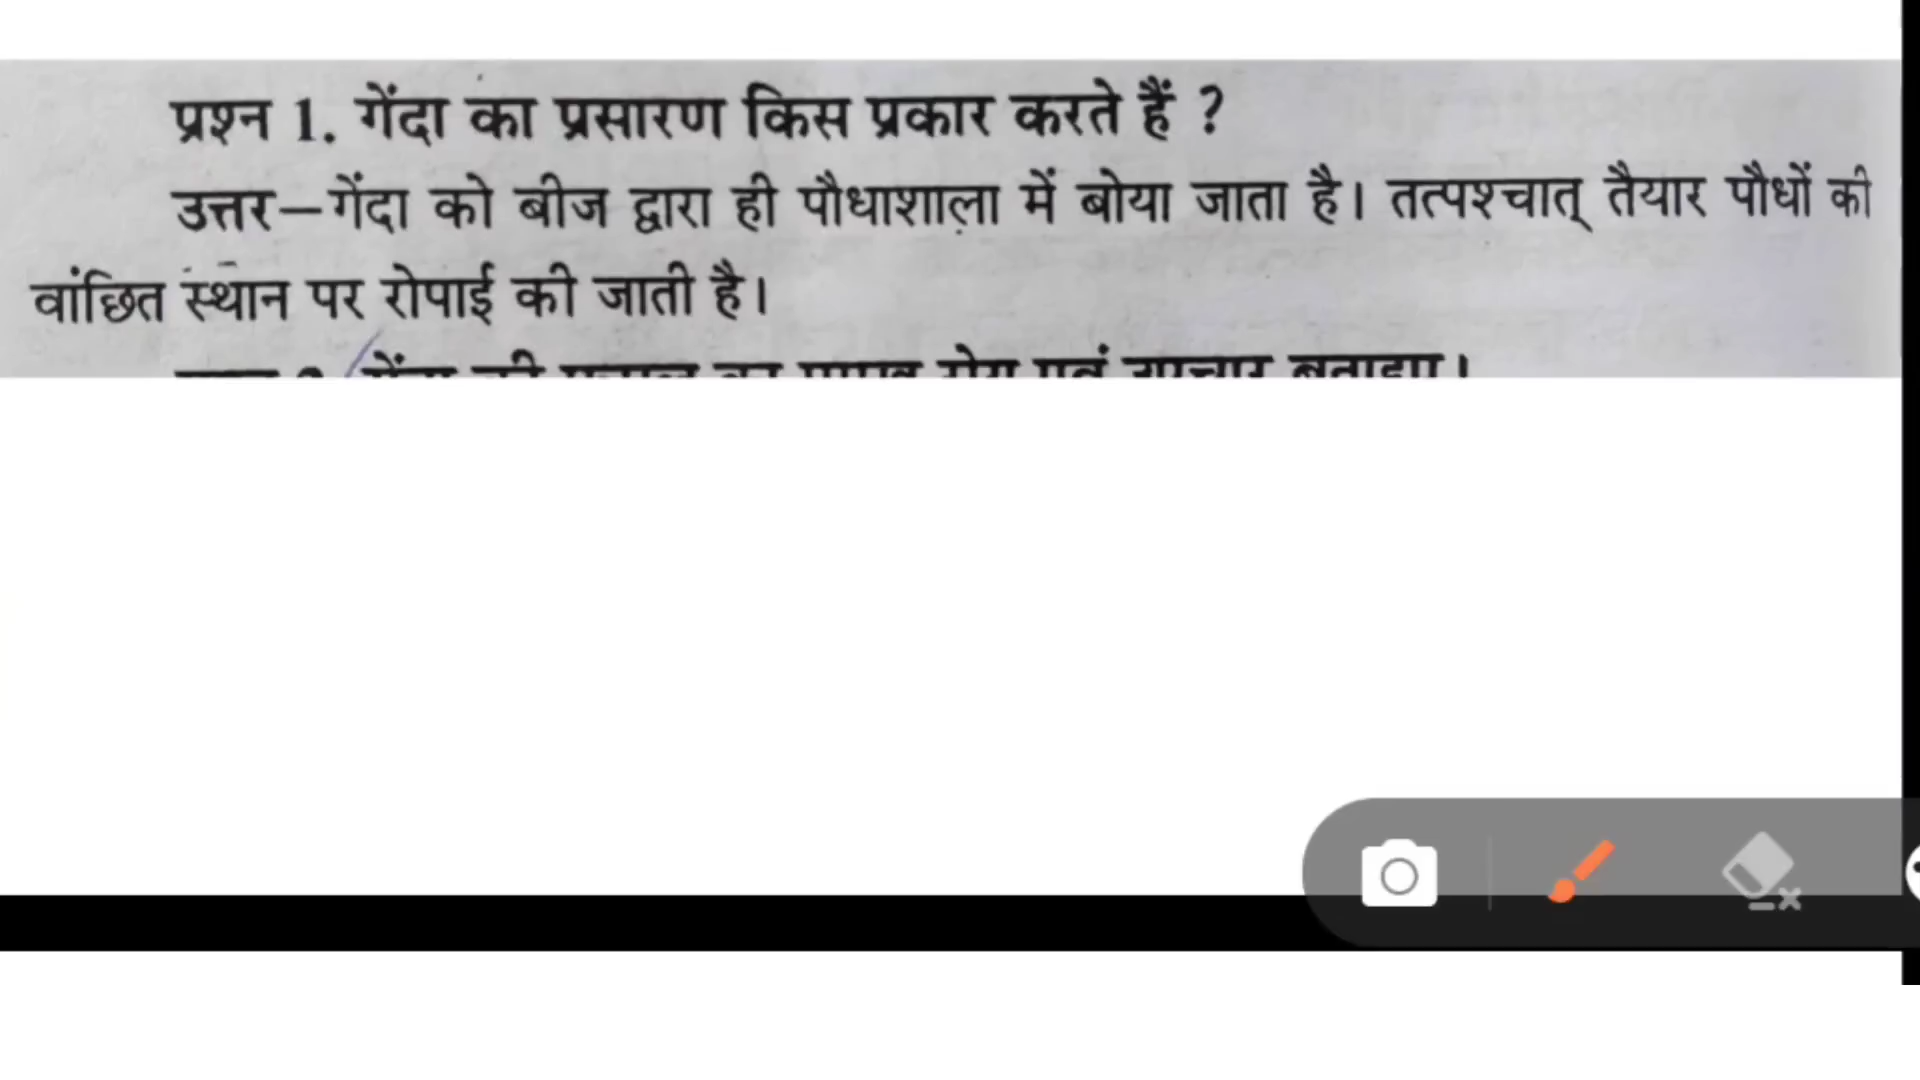 प्रश्न 1. गेंदा का प्रसारण किस प्रकार करते हैं ?
उत्तर—गेंदा को बीज द्वारा ही पौधाशाला में बोया जाता है। तत्पश्चात् तैयार पौधों की
वांछित स्थान पर रोपाई की जाती है।